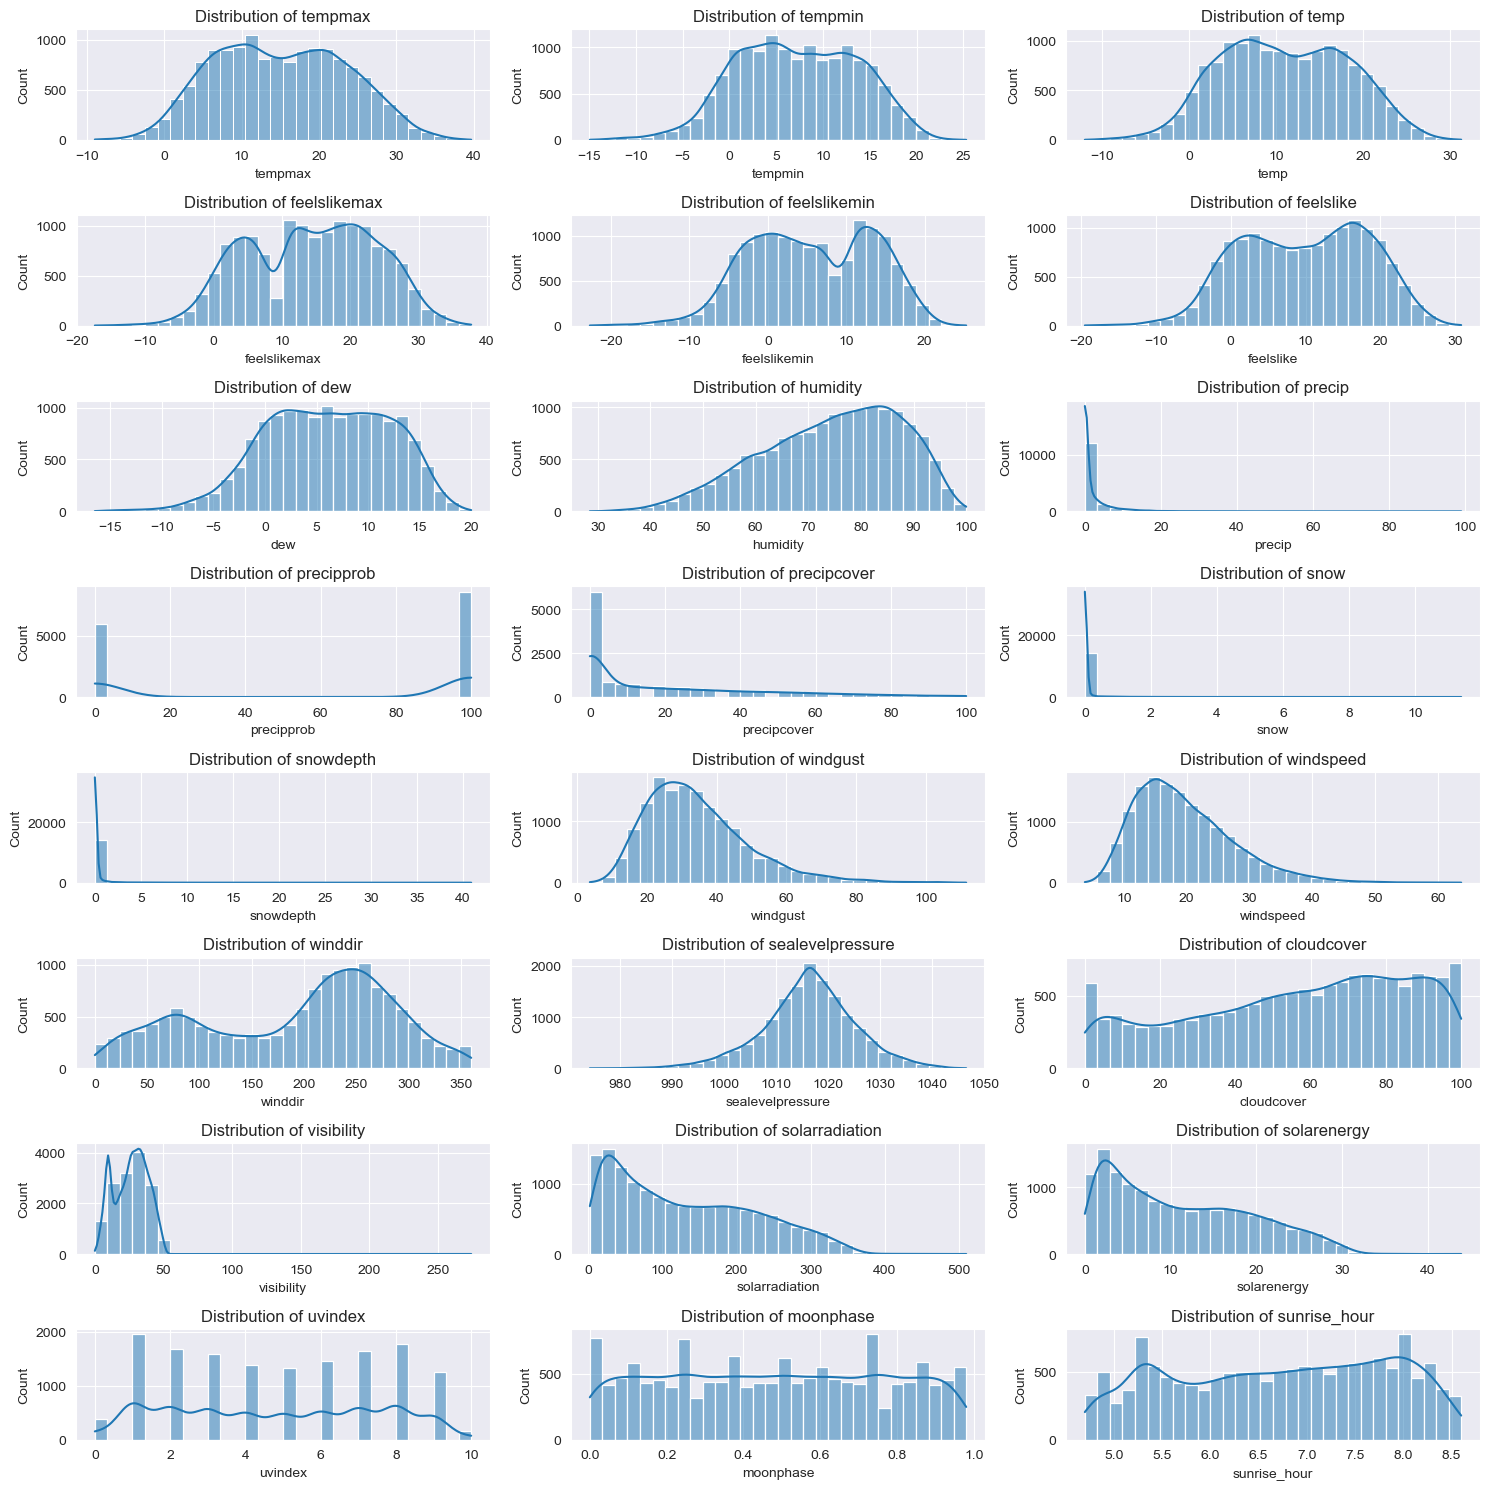 Distribution of tempmax Distribution of tempmin Distribution of temp
Count 1000 500 0 Count 1000 500 0 Count 1000 500 0
−10 0 10 20 30 40 −15 −10 −5 0 5 10 15 20 25 −10 0 10 20 30
tempmax tempmin temp
Distribution of feelslikemax Distribution of feelslikemin Distribution of feelslike
Count 1000 500 0 Count 1000 500 0 Count 1000 500 0
−20 −10 0 10 20 30 40 −20 −10 0 10 20 −20 −10 0 10 20 30
feelslikemax feelslikemin feelslike
Distribution of dew Distribution of humidity Distribution of precip
Count 1000 500 0 Count 1000 500 0 Count 10000 0
−15 −10 −5 0 5 10 15 20 30 40 50 60 70 80 90 100 0 20 40 60 80 100
dew humidity precip
Distribution of precipprob Distribution of precipcover Distribution of snow
Count 5000 0 Count 5000 2500 0 Count 20000 0
0 20 40 60 80 100 0 20 40 60 80 100 0 2 4 6 8 10
precipprob precipcover snow
Distribution of snowdepth Distribution of windgust Distribution of windspeed
Count 20000 0 Count 1000 0 Count 1000 0
0 5 10 15 20 25 30 35 40 0 20 40 60 80 100 10 20 30 40 50 60
snowdepth windgust windspeed
Distribution of winddir Distribution of sealevelpressure Distribution of cloudcover
Count 1000 500 0 Count 2000 1000 0 Count 500 0
0 50 100 150 200 250 300 350 980 990 1000 1010 1020 1030 1040 1050 0 20 40 60 80 100
winddir sealevelpressure cloudcover
Distribution of visibility Distribution of solarradiation Distribution of solarenergy
Count 4000 2000 0 Count 1000 0 Count 1000 0
0 50 100 150 200 250 0 100 200 300 400 500 0 10 20 30 40
visibility solarradiation solarenergy
Distribution of uvindex Distribution of moonphase Distribution of sunrise_hour
Count 2000 1000 0 Count 500 0 Count 500 0
0 2 4 6 8 10 0.0 0.2 0.4 0.6 0.8 1.0 5.0 5.5 6.0 6.5 7.0 7.5 8.0 8.5
uvindex moonphase sunrise_hour